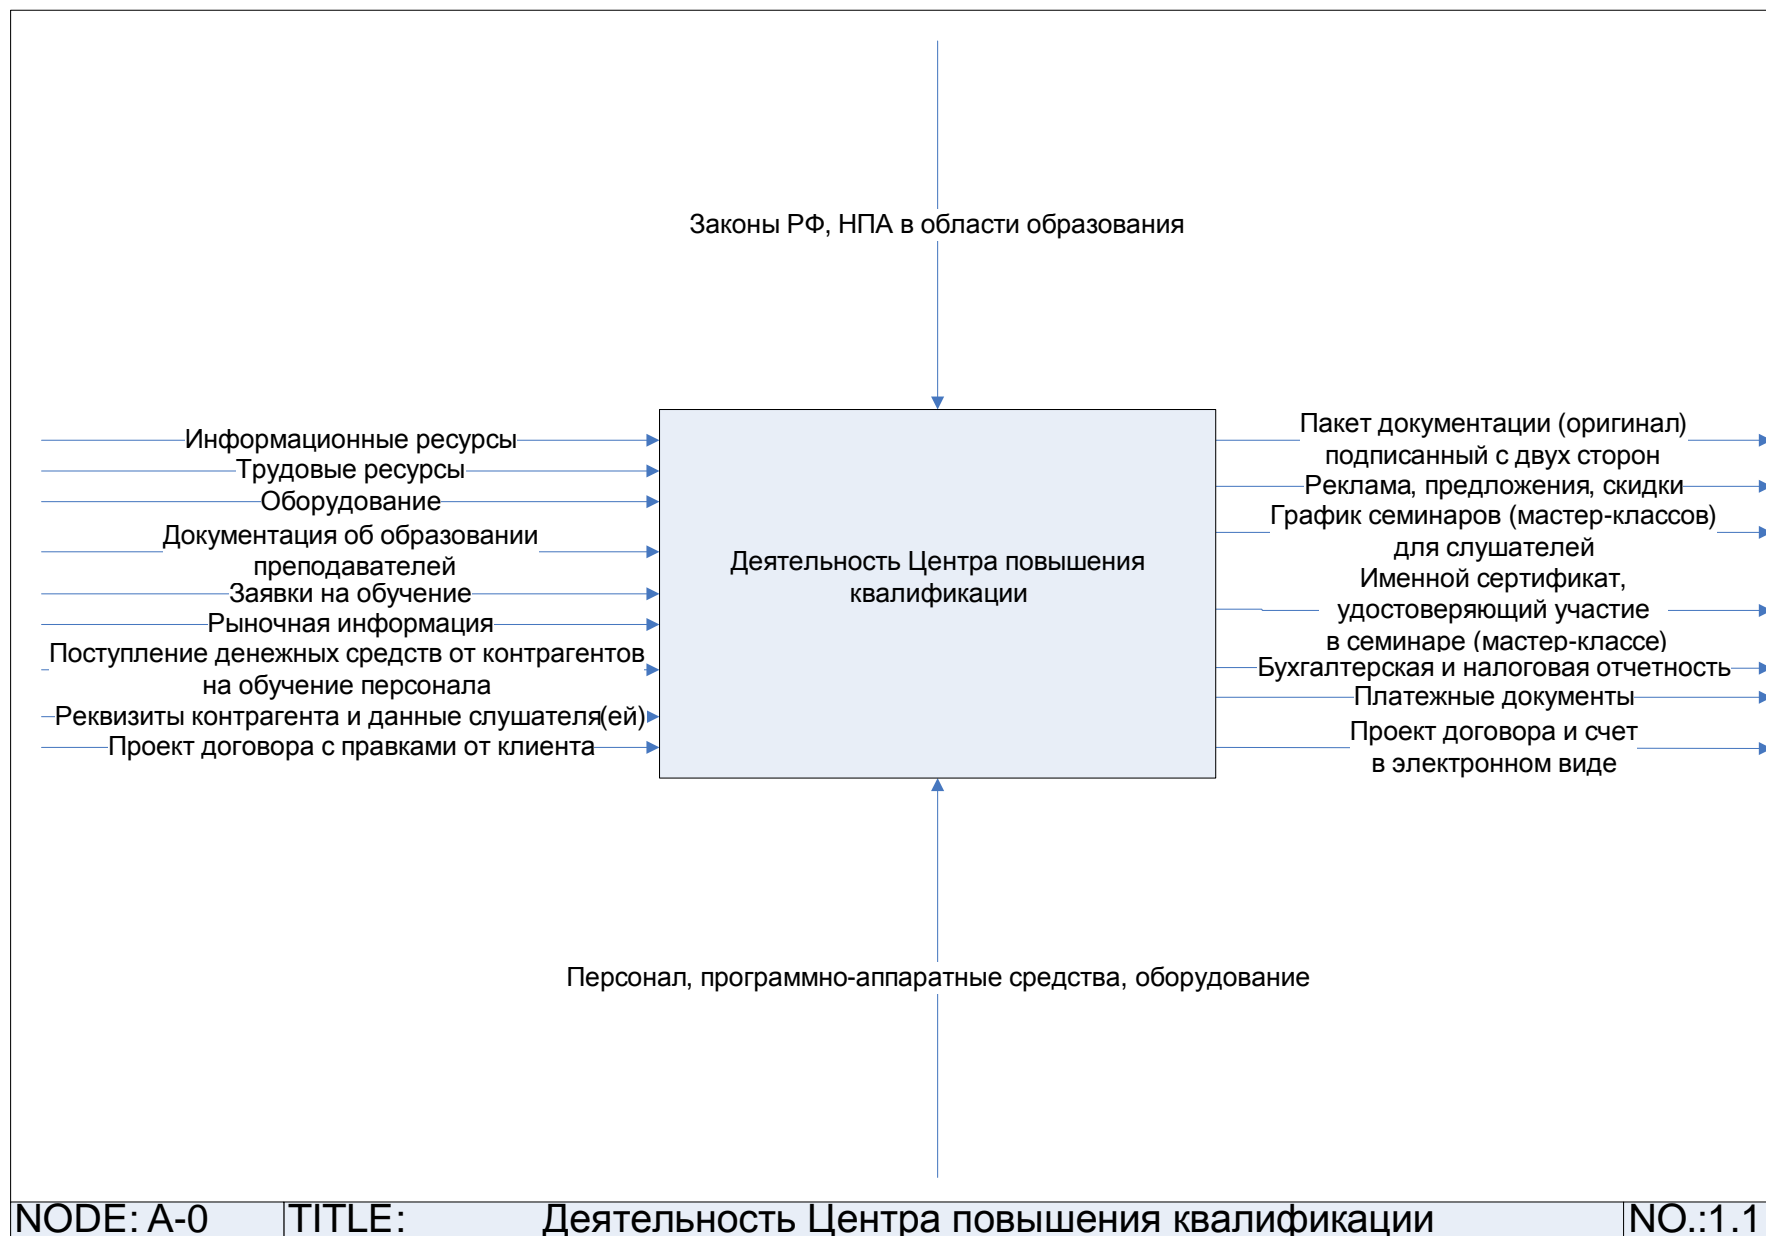 Законы РФ, НПА в области образования
Информационные ресурсы
Трудовые ресурсы
Оборудование
Документация об образовании
преподавателей
Заявки на обучение
Рыночная информация
Поступление денежных средств от контрагентов
на обучение персонала
Реквизиты контрагента и данные слушателя(ей)
Проект договора с правками от клиента
Деятельность Центра повышения
квалификации
Пакет документации (оригинал)
подписанный с двух сторон
Реклама, предложения, скидки
График семинаров (мастер-классов)
для слушателей
Именной сертификат,
удостоверяющий участие
в семинаре (мастер-классе)
Бухгалтерская и налоговая отчетность
Платежные документы
Проект договора и счет
в электронном виде
Персонал, программно-аппаратные средства, оборудование
NODE: A-0 TITLE: Деятельность Центра повышения квалификации NO.:1.1